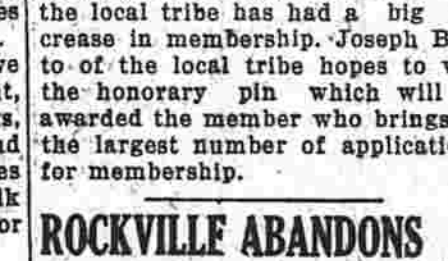 the local tribe has had a big
crease in membership. Joseph B
to of the local tribe hopes to
the honorary pin which will
awarded the member who brings
the largest number of applicati
for membership.
ROCKVILLE ABANDONS